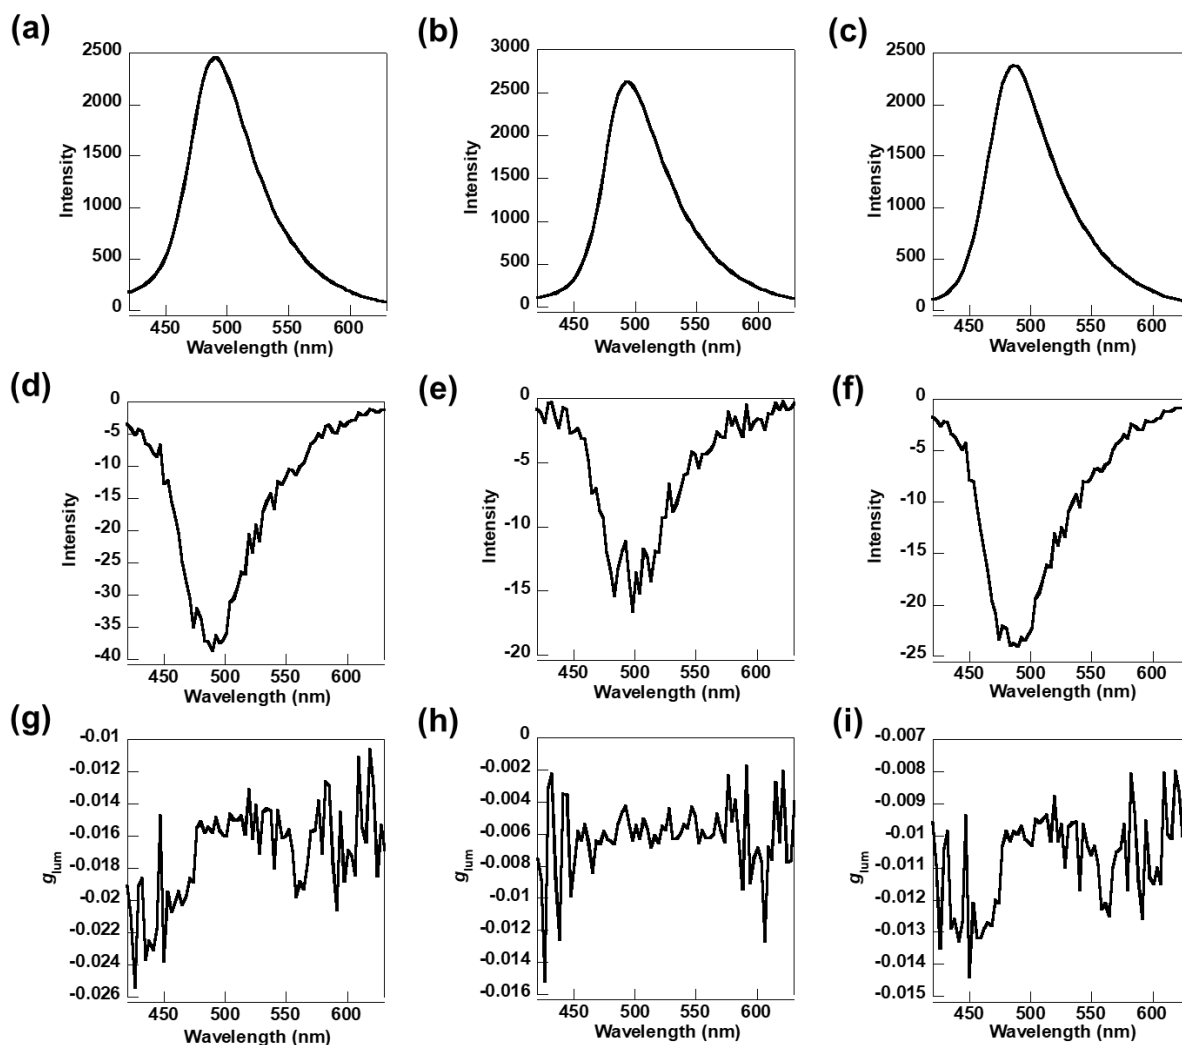 (a)
2500
2000
1500
1000
500
0
Intensity
450 500 550 600
Wavelength (nm)
(b)
3000
2500
2000
1500
1000
500
0
Intensity
450 500 550 600
Wavelength (nm)
(c)
2500
2000
1500
1000
500
0
Intensity
450 500 550 600
Wavelength (nm)
(d)
0
-5
-10
-15
-20
-25
-30
-35
-40
Intensity
450 500 550 600
Wavelength (nm)
(e)
0
-5
-10
-15
-20
Intensity
450 500 550 600
Wavelength (nm)
(f)
0
-5
-10
-15
-20
-25
Intensity
450 500 550 600
Wavelength (nm)
(g)
-0.01
-0.012
-0.014
-0.016
-0.018
-0.02
-0.022
-0.024
-0.026
glum
450 500 550 600
Wavelength (nm)
(h)
0
-0.002
-0.004
-0.006
-0.008
-0.01
-0.012
-0.014
-0.016
glum
450 500 550 600
Wavelength (nm)
(i)
-0.007
-0.008
-0.009
-0.01
-0.011
-0.012
-0.013
-0.014
-0.015
glum
450 500 550 600
Wavelength (nm)